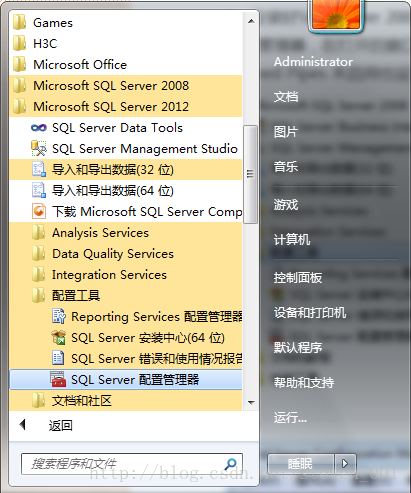 Games
H3C
Microsoft Office
Microsoft SQL Server 2008
Microsoft SQL Server 2012
SQL Server Data Tools
SQL Server Management Studio
导入和导出数据(32 位)
导入和导出数据(64 位)
下载 Microsoft SQL Server Comp
Analysis Services
Data Quality Services
Integration Services
配置工具
Reporting Services 配置管理器
SQL Server 安装中心(64 位)
SQL Server 错误和使用情况报告
SQL Server 配置管理器
文档和社区
返回
搜索程序和文件
Administrator
文档
图片
音乐
游戏
计算机
控制面板
设备和打印机
默认程序
帮助和支持
运行...
睡眠